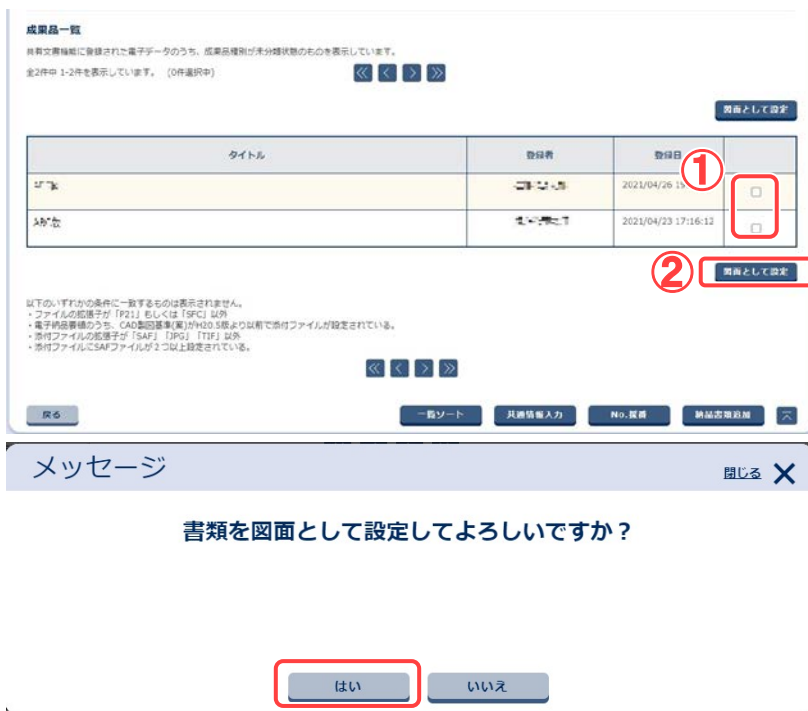 成果品一覧
共有文書機能に登録された電子データのうち、成果品種別が未分類状態のものを表示しています。
全2件中 1-2件を表示しています。 (0件選択中)
図面として設定
タイトル 登録者 登録日
①
2021/04/26 19
2021/04/23 17:16:12
② 図面として設定
以下のいずれかの条件に一致するものは表示されません。
・ファイルの拡張子が「P21」もしくは「SFC」以外
・電子納品要領のうち、CAD製図基準(案)がH20.5版より以前で添付ファイルが設定されている。
・添付ファイルの拡張子が「SAF」「JPG」「TIF」以外
・添付ファイルにSAFファイルが2つ以上設定されている。
戻る 一覧ソート 共通情報入力 No.採番 納品書類追加
メッセージ 閉じる
書類を図面として設定してよろしいですか？
はい いいえ